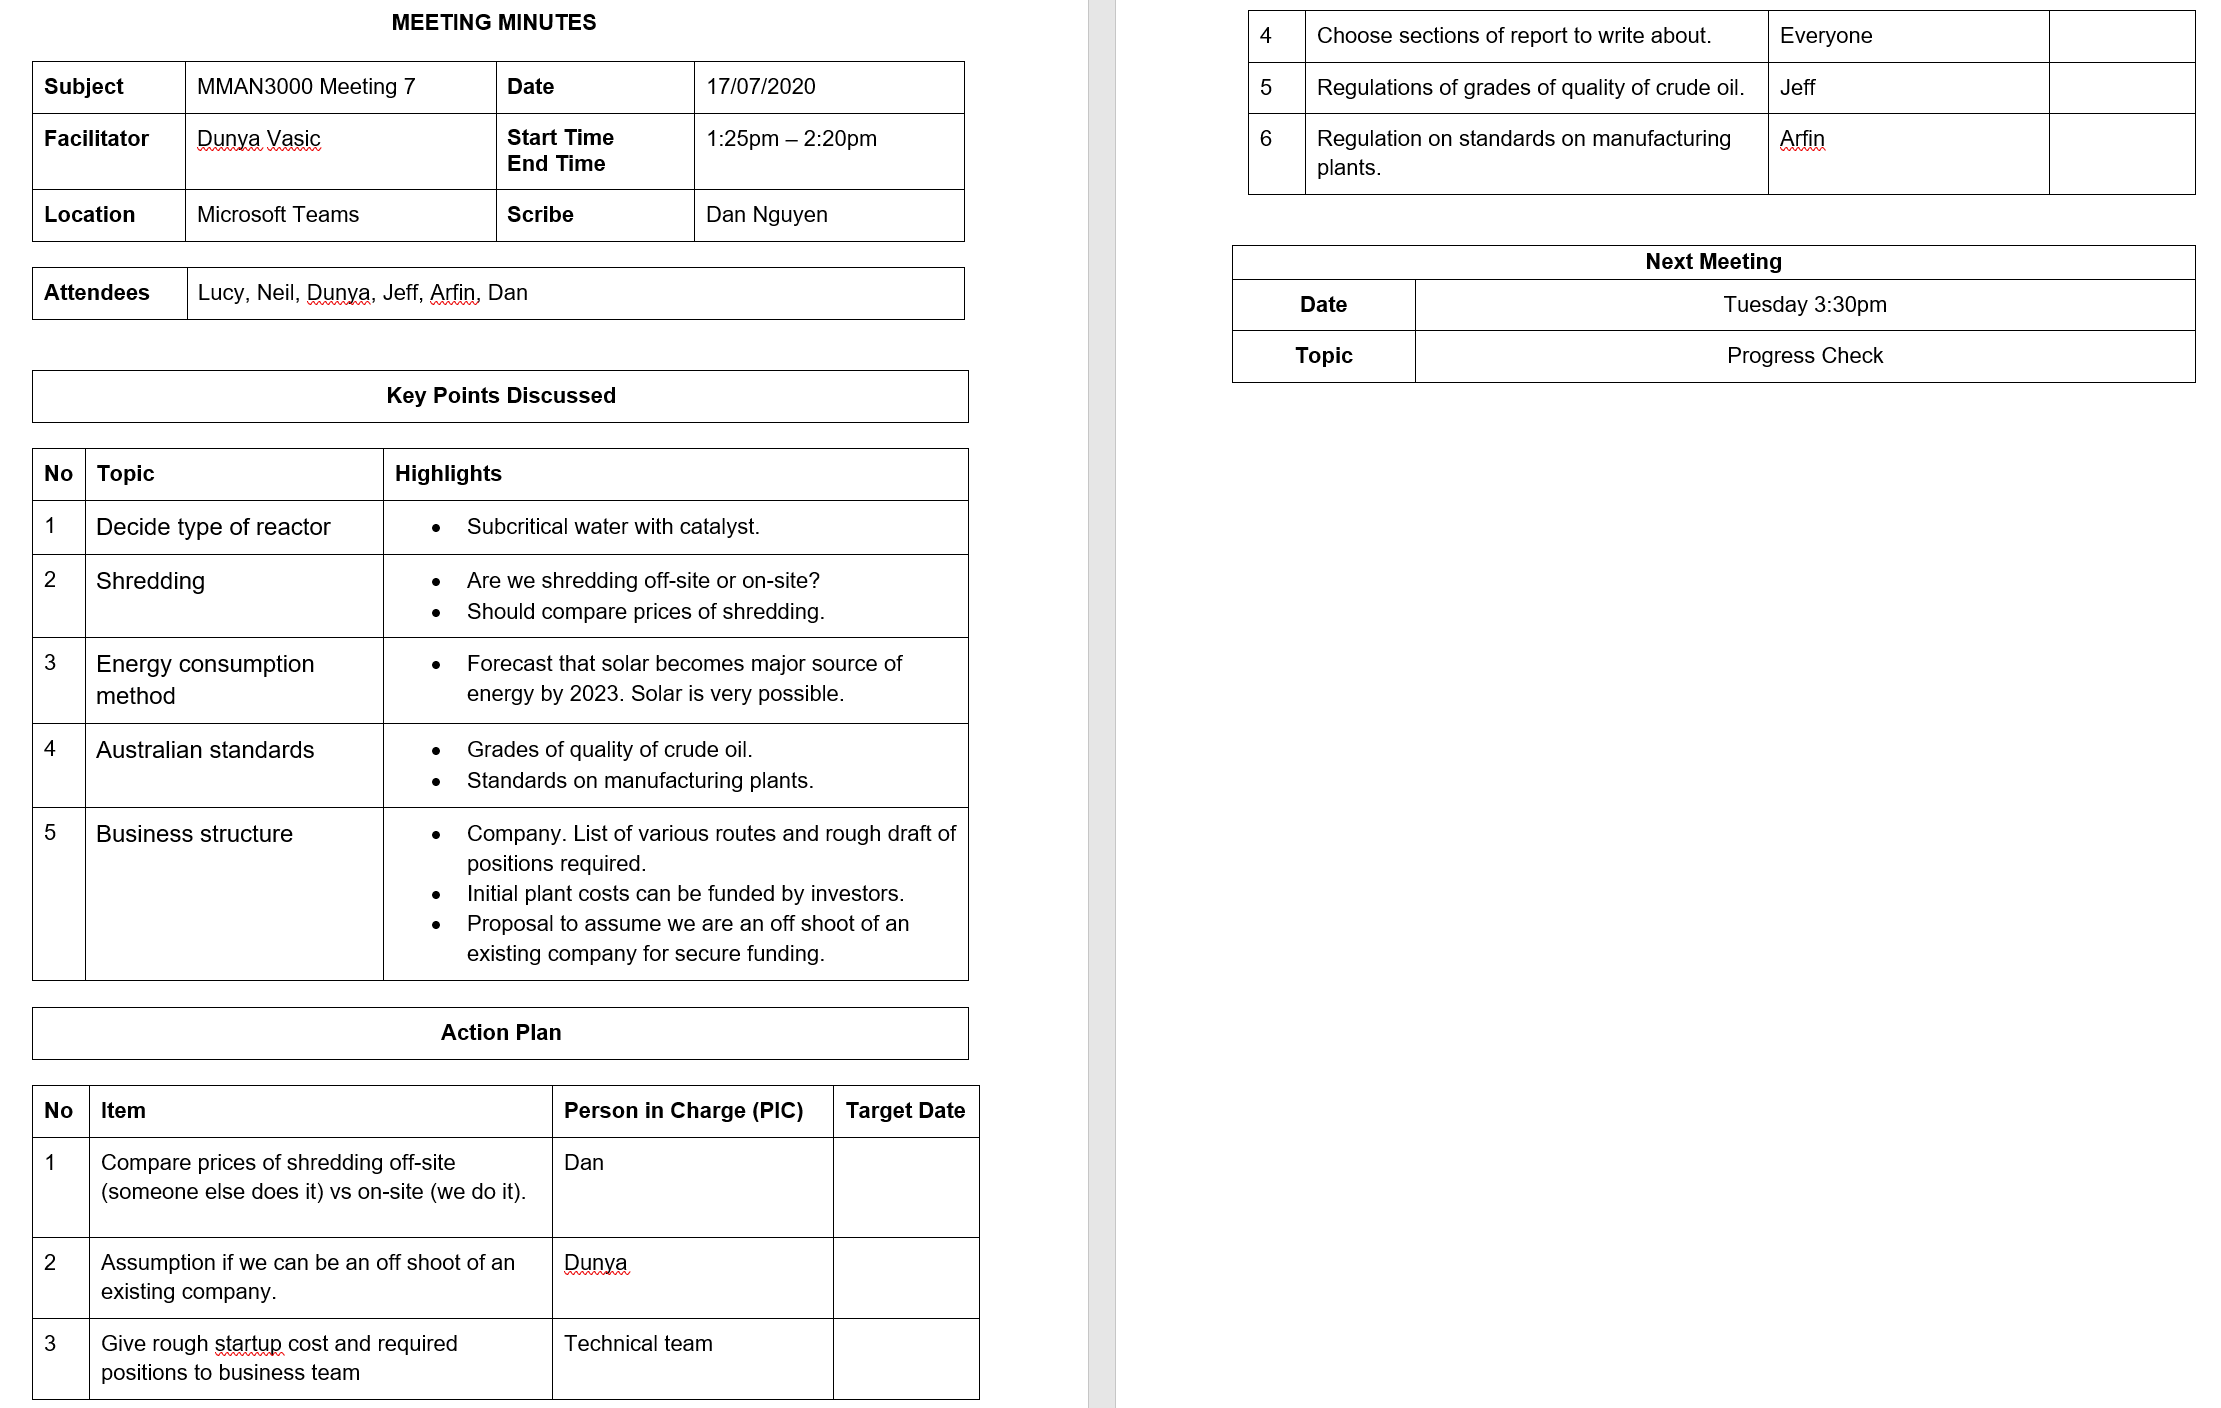 MEETING MINUTES
Subject MMAN3000 Meeting 7 Date 17/07/2020
Facilitator Dunya Vasic Start Time 1:25pm – 2:20pm
End Time
Location Microsoft Teams Scribe Dan Nguyen
Attendees Lucy, Neil, Dunya, Jeff, Arfin, Dan
Key Points Discussed
No Topic Highlights
1 Decide type of reactor • Subcritical water with catalyst.
2 Shredding • Are we shredding off-site or on-site?
• Should compare prices of shredding.
3 Energy consumption • Forecast that solar becomes major source of
method energy by 2023. Solar is very possible.
4 Australian standards • Grades of quality of crude oil.
• Standards on manufacturing plants.
5 Business structure • Company. List of various routes and rough draft of
positions required.
• Initial plant costs can be funded by investors.
• Proposal to assume we are an off shoot of an
existing company for secure funding.
Action Plan
No Item Person in Charge (PIC) Target Date
1 Compare prices of shredding off-site Dan
(someone else does it) vs on-site (we do it).
2 Assumption if we can be an off shoot of an Dunya
existing company.
3 Give rough startup cost and required Technical team
positions to business team
4 Choose sections of report to write about. Everyone
5 Regulations of grades of quality of crude oil. Jeff
6 Regulation on standards on manufacturing Arfin
plants.
Next Meeting
Date Tuesday 3:30pm
Topic Progress Check